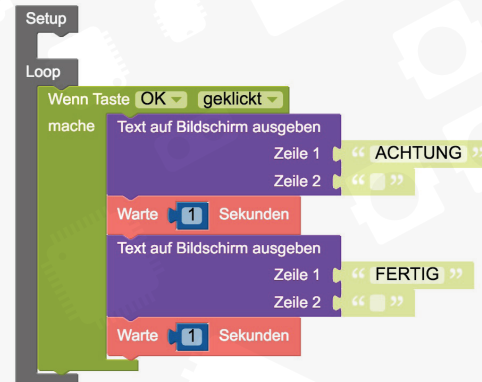 Setup
Loop
Wenn Taste OK geklickt
mache Text auf Bildschirm ausgeben
Zeile 1 “ ACHTUNG ”
Zeile 2 “ ”
Warte 1 Sekunden
Text auf Bildschirm ausgeben
Zeile 1 “ FERTIG ”
Zeile 2 “ ”
Warte 1 Sekunden